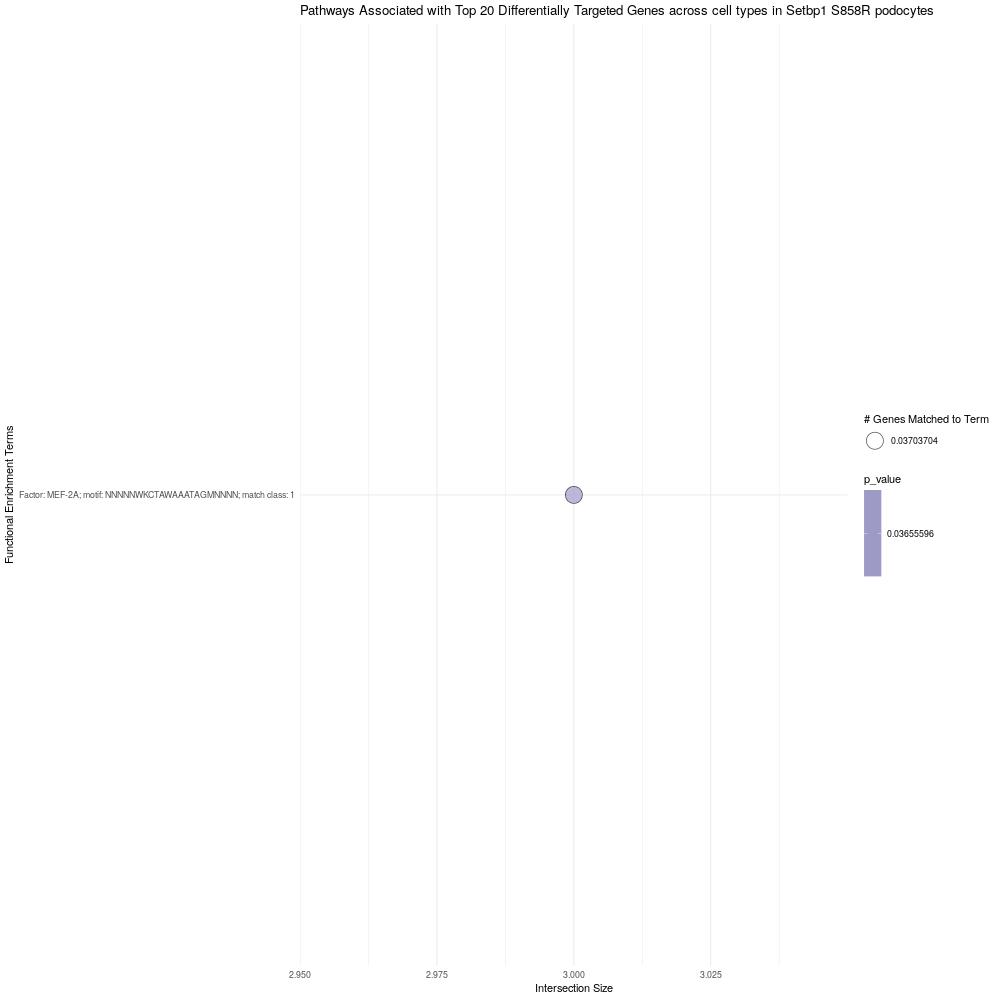 Pathways Associated with Top 20 Differentially Targeted Genes across cell types in Setbp1 S858R podocytes
Functional Enrichment Terms
Factor: MEF-2A; motif: NNNNNWKCTAWAAATAGMNNNN; match class: 1
# Genes Matched to Term
0.03703704
p_value
0.03655596
2.950
2.975
3.000
3.025
Intersection Size